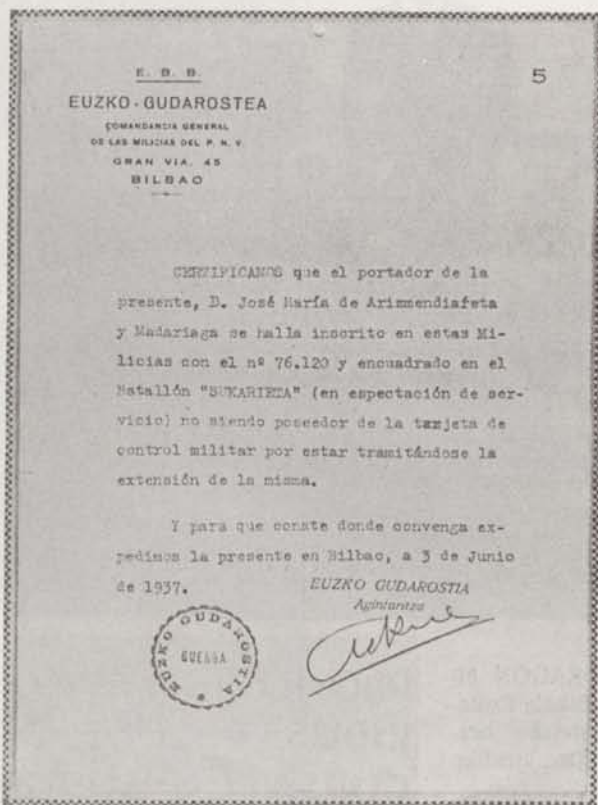 E. B. B.
5
EUZKO-GUDAROSTEA
COMANDANCIA GENERAL
DE LAS MILICIAS DEL P. N. V.
GRAN VIA, 45
BILBAO
CERTIFICAMOS que el portador de la
presente, D. José María de Arizmendiafeta
y Madariaga se halla inscrito en estas Mi-
licias con el nº 76.120 y encuadrado en el
Batallón "SUKARIETA" (en espectación de ser-
vicio) no siendo poseedor de la tarjeta de
control militar por estar tramitándose la
extensión de la misma.
Y para que conste donde convenga ex-
pedimos la presente en Bilbao, a 3 de Junio
de 1937.
EUZKO GUDAROSTIA
Agintaritza
EUZKO GUDAROSTIA
RAGÓN DE